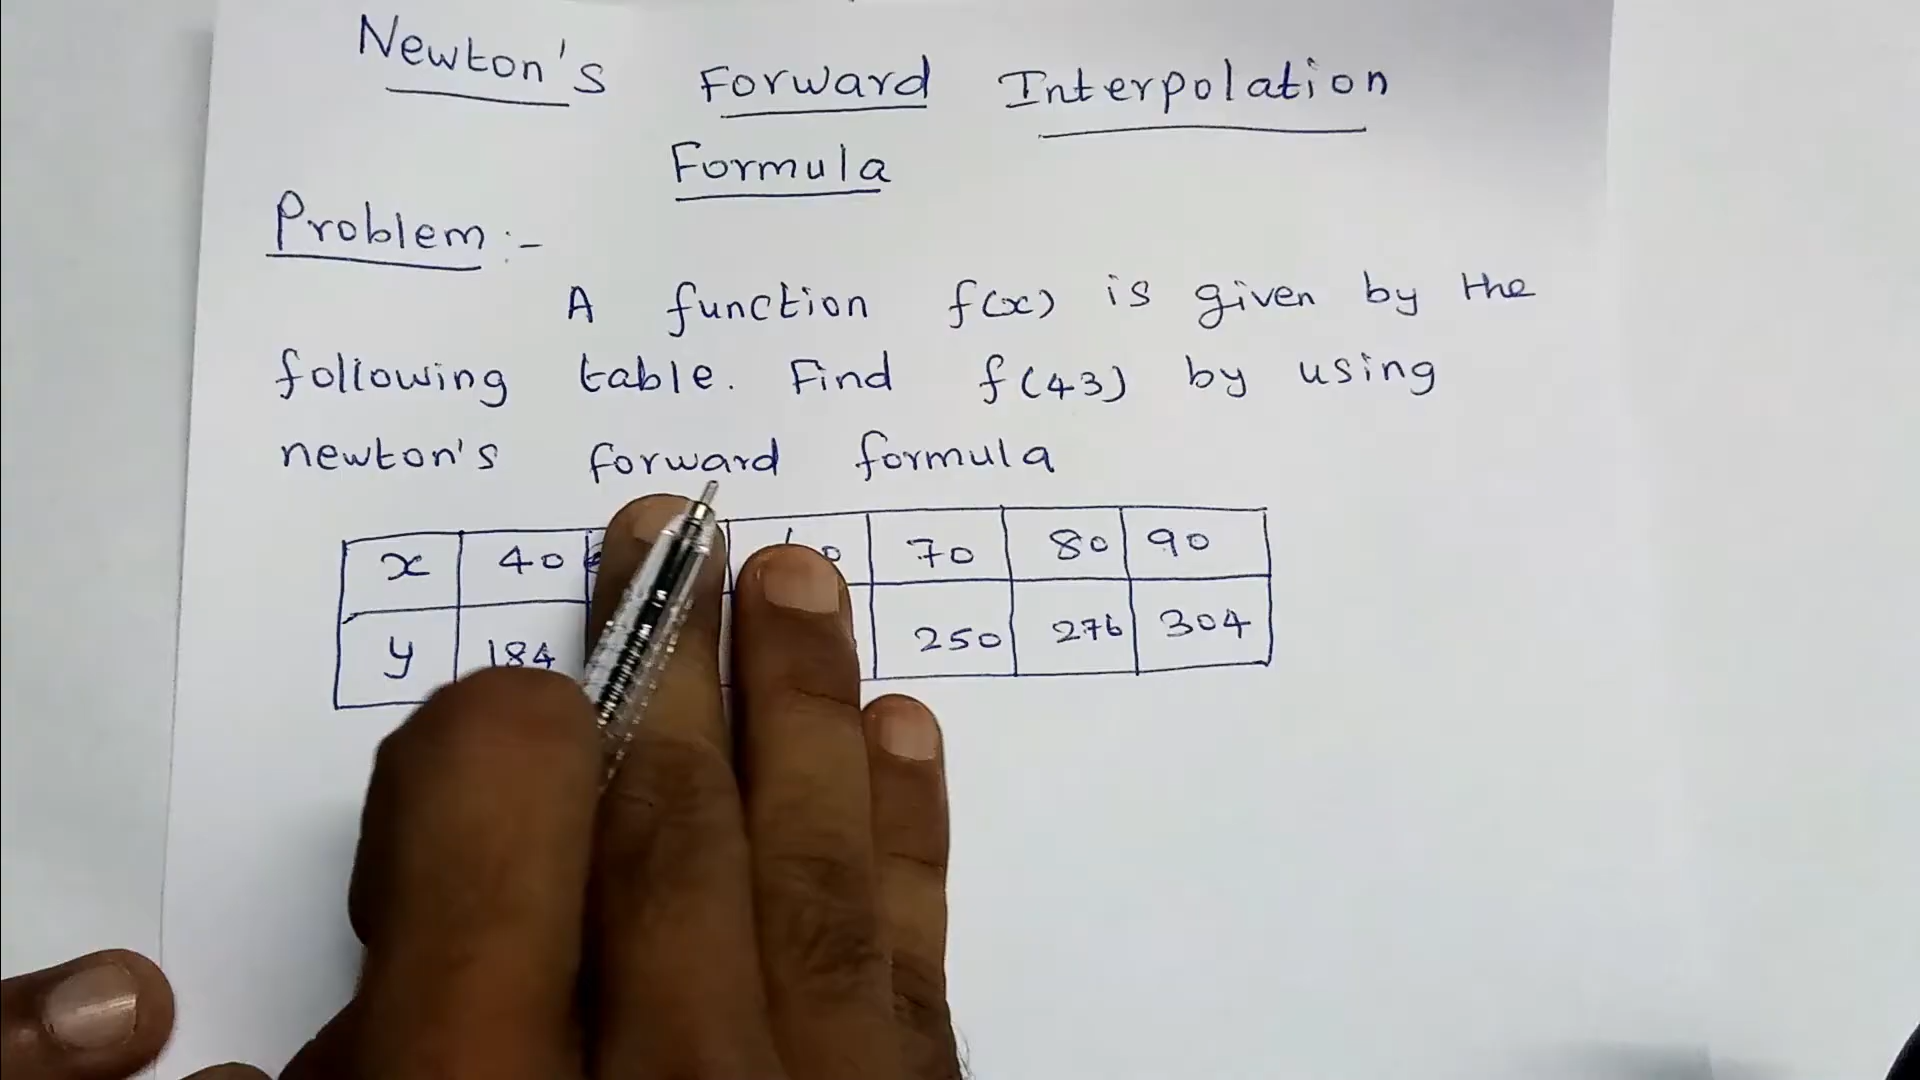 Newton's Forward Interpolation
Formula
Problem :-
A function f(x) is given by the
following table. Find f(43) by using
newton's forward formula
x 40 70 80 90
y 184 250 276 304